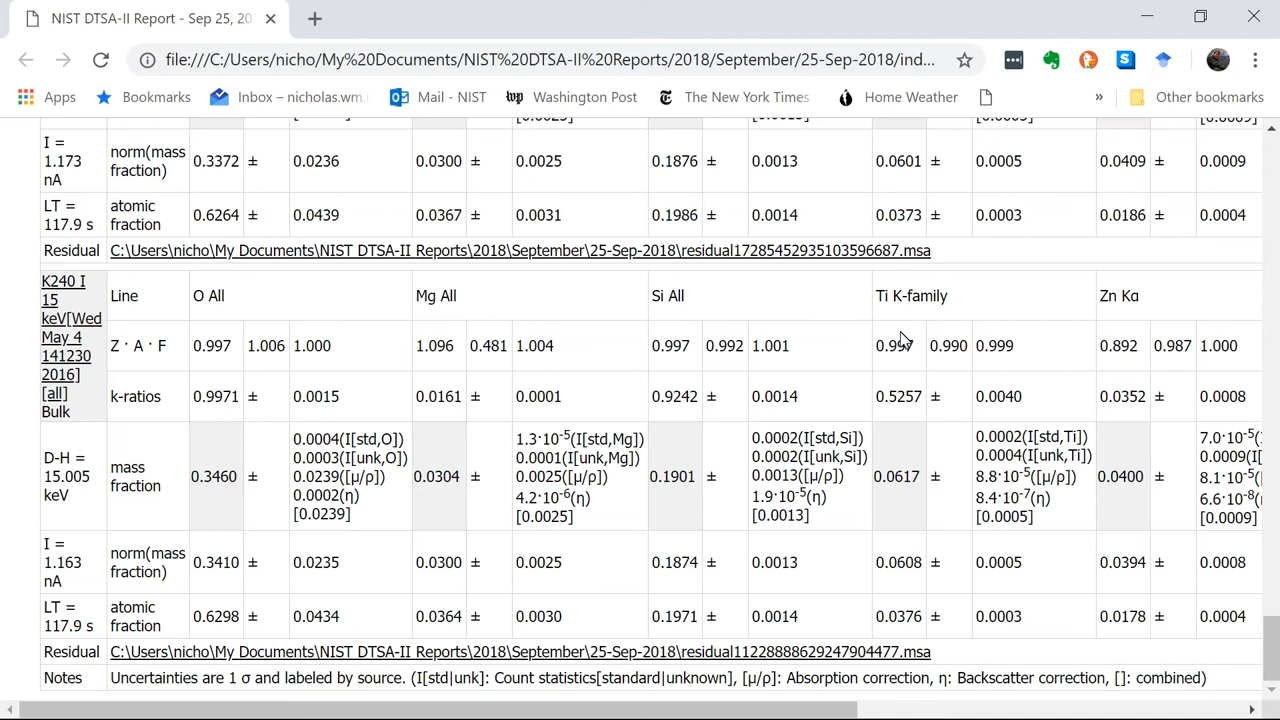 NIST DTSA-II Report - Sep 25, 20
file:///C:/Users/nicho/My%20Documents/NIST%20DTSA-II%20Reports/2018/September/25-Sep-2018/ind...
Apps Bookmarks Inbox – nicholas.wm. Mail - NIST Washington Post The New York Times Home Weather » Other bookmarks
I = 1.173 nA norm(mass fraction) 0.3372 ± 0.0236 0.0300 ± 0.0025 0.1876 ± 0.0013 0.0601 ± 0.0005 0.0409 ± 0.0009
LT = 117.9 s atomic fraction 0.6264 ± 0.0439 0.0367 ± 0.0031 0.1986 ± 0.0014 0.0373 ± 0.0003 0.0186 ± 0.0004
Residual C:\Users\nicho\My Documents\NIST DTSA-II Reports\2018\September\25-Sep-2018\residual17285452935103596687.msa
K240 I
15
keV[Wed
May 4
141230
2016]
[all]
Bulk
Line O All Mg All Si All Ti K-family Zn Kα
Z · A · F 0.997 1.006 1.000 1.096 0.481 1.004 0.997 0.992 1.001 0.990 0.999 0.892 0.987 1.000
k-ratios 0.9971 ± 0.0015 0.0161 ± 0.0001 0.9242 ± 0.0014 0.5257 ± 0.0040 0.0352 ± 0.0008
D-H =
15.005
keV
mass
fraction
0.3460 ±
0.0004(I[std,O])
0.0003(I[unk,O])
0.0239([μ/ρ])
0.0002(η)
[0.0239]
0.0304 ±
1.3·10-5(I[std,Mg])
0.0001(I[unk,Mg])
0.0025([μ/ρ])
4.2·10-6(η)
[0.0025]
0.1901 ±
0.0002(I[std,Si])
0.0002(I[unk,Si])
0.0013([μ/ρ])
1.9·10-5(η)
[0.0013]
0.0617 ±
0.0002(I[std,Ti])
0.0004(I[unk,Ti])
8.8·10-5([μ/ρ])
8.4·10-7(η)
[0.0005]
0.0400 ±
7.0·10-5(
0.0009(I[
8.1·10-5(
6.6·10-8(
[0.0009]
I = 1.163 nA norm(mass fraction) 0.3410 ± 0.0235 0.0300 ± 0.0025 0.1874 ± 0.0013 0.0608 ± 0.0005 0.0394 ± 0.0008
LT = 117.9 s atomic fraction 0.6298 ± 0.0434 0.0364 ± 0.0030 0.1971 ± 0.0014 0.0376 ± 0.0003 0.0178 ± 0.0004
Residual C:\Users\nicho\My Documents\NIST DTSA-II Reports\2018\September\25-Sep-2018\residual11228888629247904477.msa
Notes Uncertainties are 1 σ and labeled by source. (I[std|unk]: Count statistics[standard|unknown], [μ/ρ]: Absorption correction, η: Backscatter correction, []: combined)